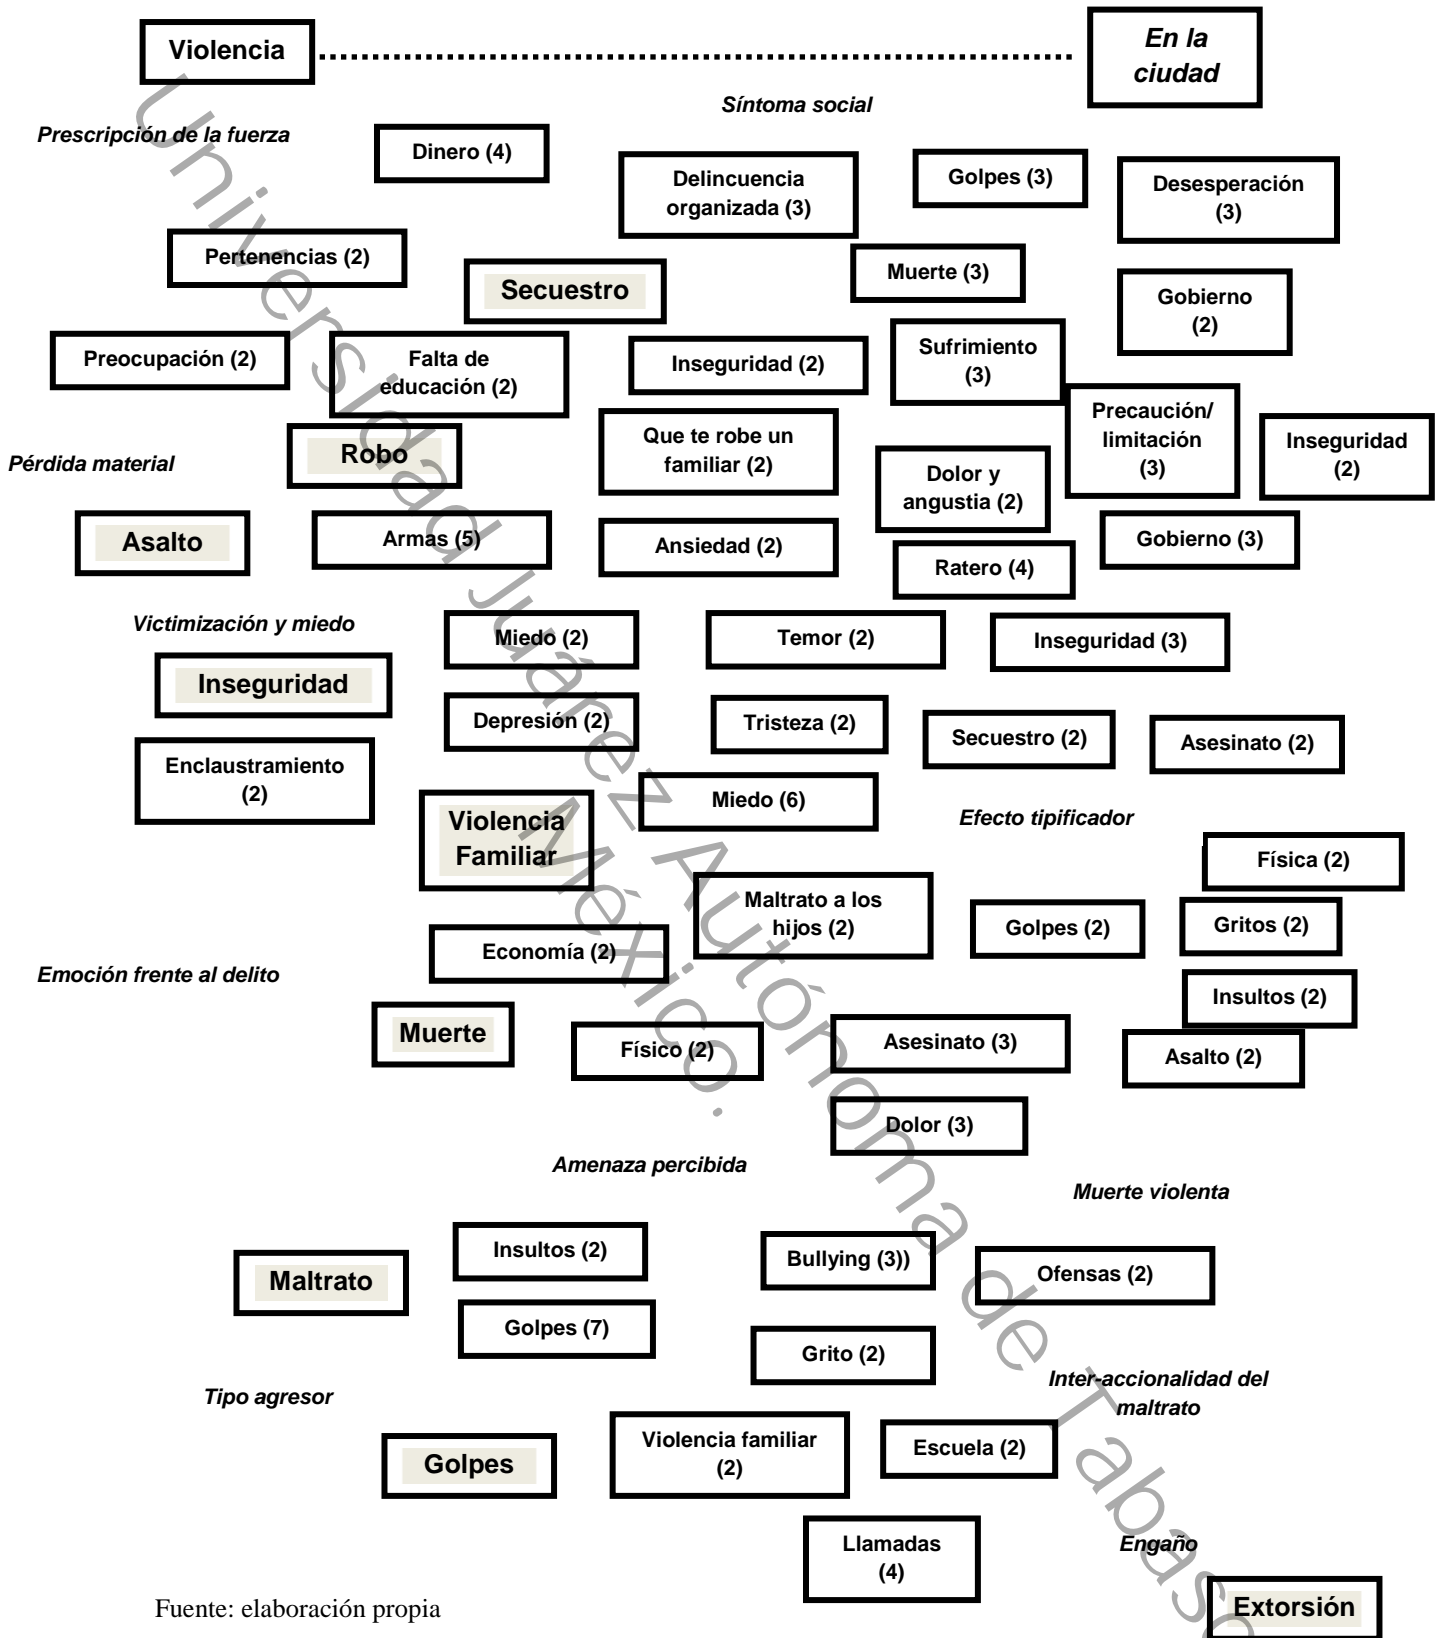 Violencia
En la
ciudad
Síntoma social
Prescripción de la fuerza
Dinero (4)
Delincuencia
organizada (3)
Golpes (3)
Desesperación
(3)
Pertenencias (2)
Secuestro
Muerte (3)
Gobierno
(2)
Preocupación (2)
Falta de
educación (2)
Inseguridad (2)
Sufrimiento
(3)
Precaución/
limitación
(3)
Inseguridad
(2)
Robo
Que te robe un
familiar (2)
Pérdida material
Dolor y
angustia (2)
Asalto
Armas (5)
Ansiedad (2)
Gobierno (3)
Ratero (4)
Victimización y miedo
Miedo (2)
Temor (2)
Inseguridad (3)
Inseguridad
Depresión (2)
Tristeza (2)
Secuestro (2)
Asesinato (2)
Enclaustramiento
(2)
Miedo (6)
Violencia
Familiar
Efecto tipificador
Física (2)
Maltrato a los
hijos (2)
Golpes (2)
Gritos (2)
Economía (2)
Emoción frente al delito
Insultos (2)
Muerte
Físico (2)
Asesinato (3)
Asalto (2)
Dolor (3)
Amenaza percibida
Muerte violenta
Insultos (2)
Bullying (3))
Ofensas (2)
Maltrato
Golpes (7)
Grito (2)
Inter-accionalidad del
maltrato
Tipo agresor
Violencia familiar
(2)
Escuela (2)
Golpes
Llamadas
(4)
Engaño
Extorsión
Fuente: elaboración propia
Universidad Juárez Autónoma de Tabasc
México.